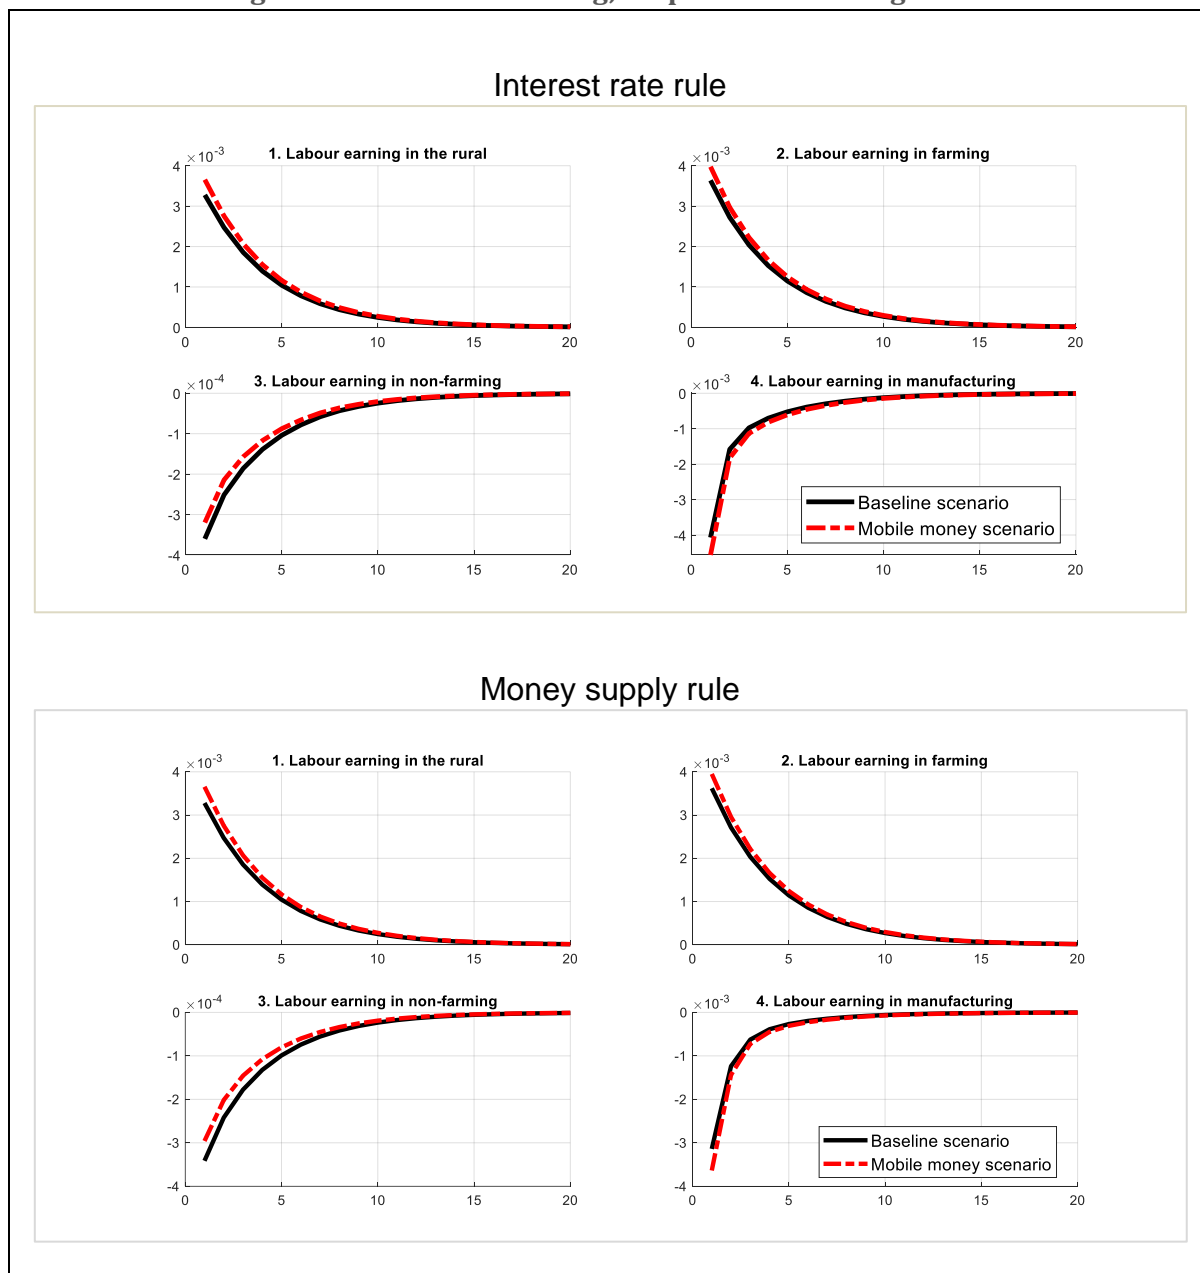 Interest rate rule
×10-3 1. Labour earning in the rural
4
3
2
1
0
0 5 10 15 20
×10-3 2. Labour earning in farming
4
3
2
1
0
0 5 10 15 20
×10-4 3. Labour earning in non-farming
0
-1
-2
-3
-4
0 5 10 15 20
×10-3 4. Labour earning in manufacturing
0
-1
-2
-3
-4
Baseline scenario
Mobile money scenario
0 5 10 15 20
Money supply rule
×10-3 1. Labour earning in the rural
4
3
2
1
0
0 5 10 15 20
×10-3 2. Labour earning in farming
4
3
2
1
0
0 5 10 15 20
×10-4 3. Labour earning in non-farming
0
-1
-2
-3
-4
0 5 10 15 20
×10-3 4. Labour earning in manufacturing
0
-1
-2
-3
-4
Baseline scenario
Mobile money scenario
0 5 10 15 20